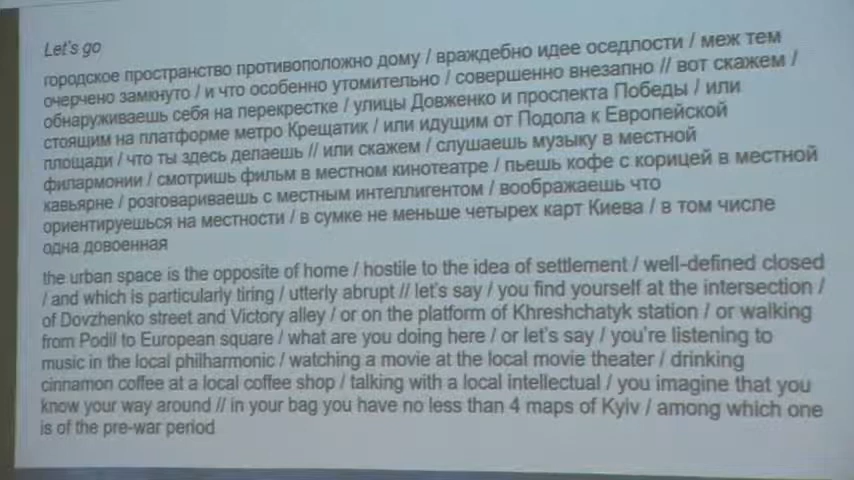 Let's go
городское пространство противоположно дому / враждебно идее оседлости / меж тем
очерчено замкнуто / и что особенно утомительно / совершенно внезапно // вот скажем /
обнаруживаешь себя на перекрестке / улицы Довженко и проспекта Победы / или
стоящим на платформе метро Крещатик / или идущим от Подола к Европейской
площади / что ты здесь делаешь // или скажем / слушаешь музыку в местной
филармонии / смотришь фильм в местном кинотеатре / пьешь кофе с корицей в местной
кавьярне / розговариваешь с местным интеллигентом / воображаешь что
ориентируешься на местности / в сумке не меньше четырех карт Киева / в том числе
одна довоенная
the urban space is the opposite of home / hostile to the idea of settlement / well-defined closed
/ and which is particularly tiring / utterly abrupt // let's say / you find yourself at the intersection /
of Dovzhenko street and Victory alley / or on the platform of Khreshchatyk station / or walking
from Podil to European square / what are you doing here / or let's say / you're listening to
music in the local philharmonic / watching a movie at the local movie theater / drinking
cinnamon coffee at a local coffee shop / talking with a local intellectual / you imagine that you
know your way around // in your bag you have no less than 4 maps of Kyiv / among which one
is of the pre-war period